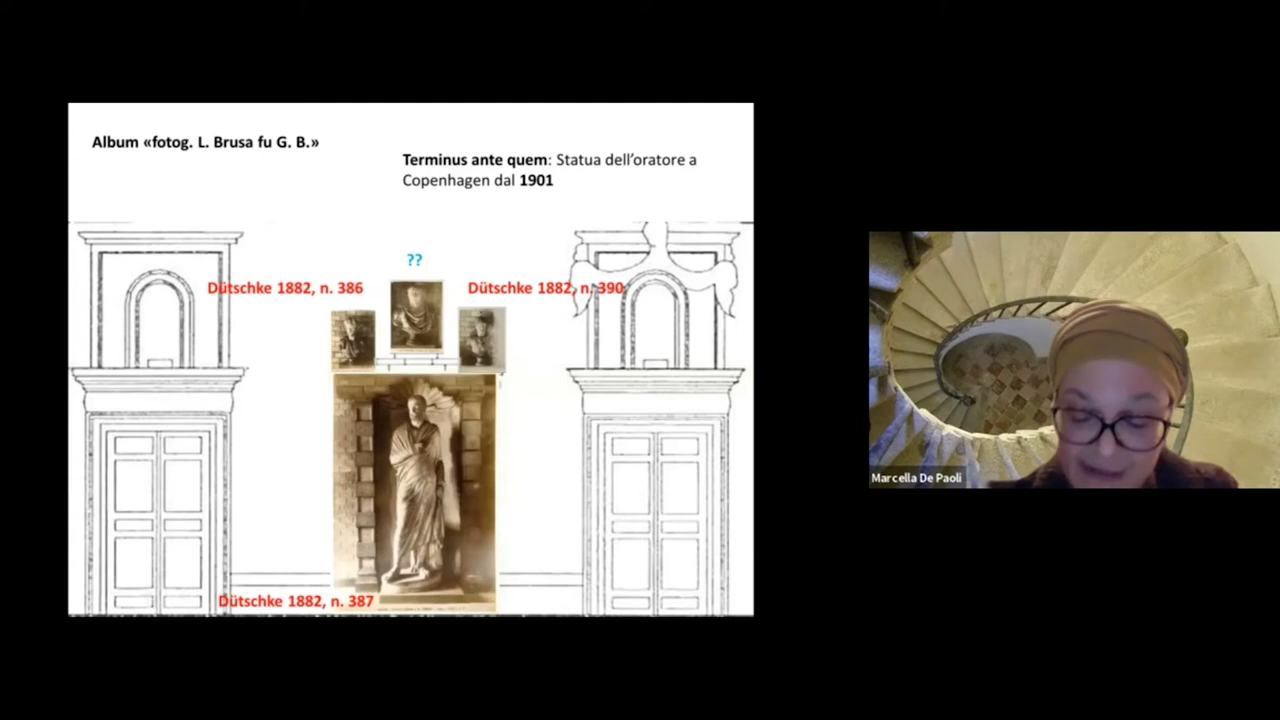 Album «fotog. L. Brusa fu G. B.»
Terminus ante quem: Statua dell'oratore a
Copenhagen dal 1901
??
Dütschke 1882, n. 386
Dütschke 1882, n. 390
Dütschke 1882, n. 387
Marcella De Paoli